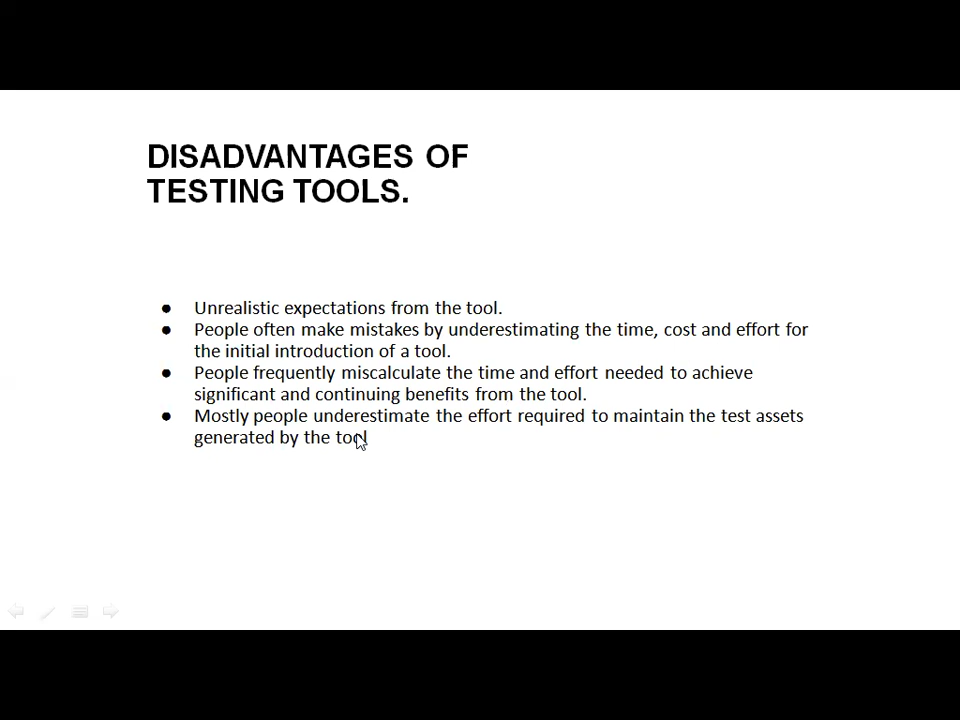 DISADVANTAGES OF
TESTING TOOLS.
● Unrealistic expectations from the tool.
● People often make mistakes by underestimating the time, cost and effort for
the initial introduction of a tool.
● People frequently miscalculate the time and effort needed to achieve
significant and continuing benefits from the tool.
● Mostly people underestimate the effort required to maintain the test assets
generated by the tool